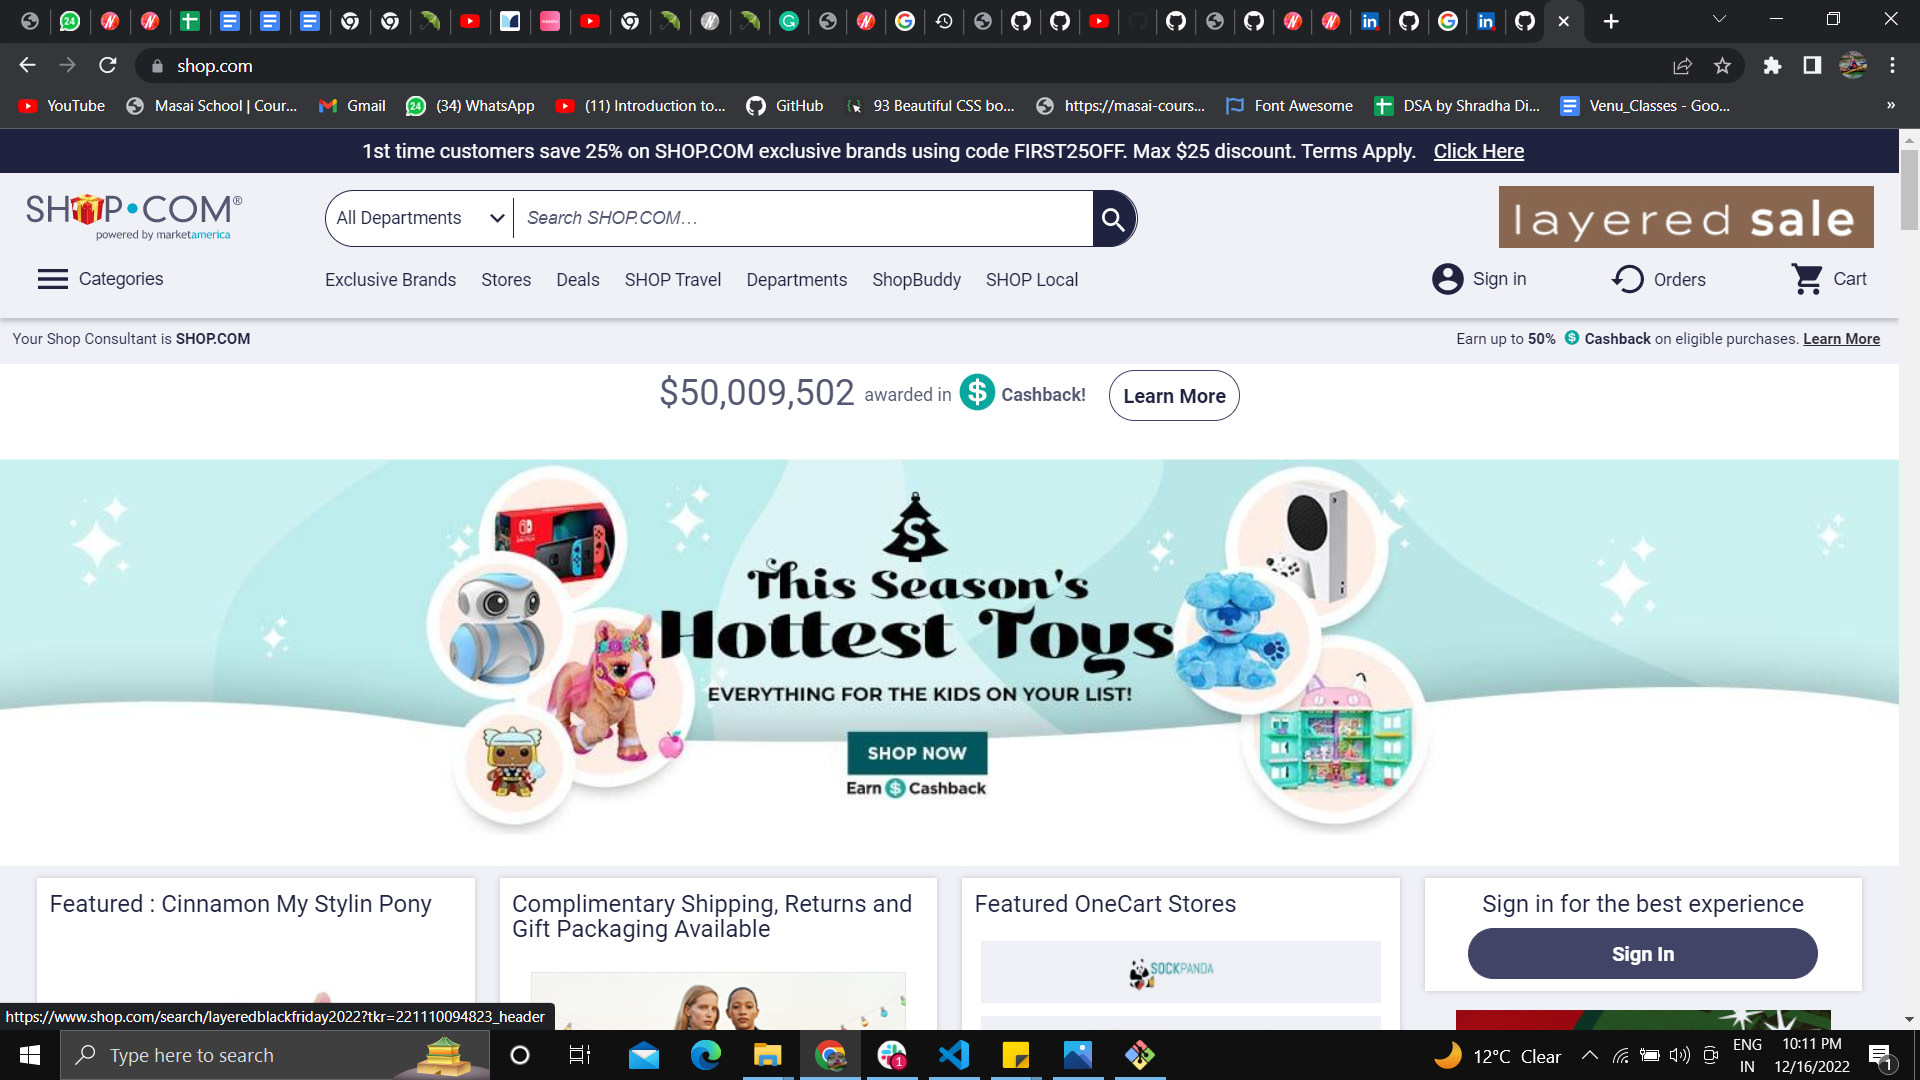 shop.com
YouTube
Masai School | Cour...
Gmail
(34) WhatsApp
(11) Introduction to...
GitHub
93 Beautiful CSS bo...
https://masai-cours...
Font Awesome
DSA by Shradha Di...
Venu_Classes - Goo...
»
1st time customers save 25% on SHOP.COM exclusive brands using code FIRST25OFF. Max $25 discount. Terms Apply. Click Here
SHOP•COM®
powered by marketamerica
All Departments
Search SHOP.COM...
layered sale
Categories
Exclusive Brands Stores Deals SHOP Travel Departments ShopBuddy SHOP Local
Sign in
Orders
Cart
Your Shop Consultant is SHOP.COM
Earn up to 50% $ Cashback on eligible purchases. Learn More
$50,009,502 awarded in $ Cashback! Learn More
S
This Season's
Hottest Toys
EVERYTHING FOR THE KIDS ON YOUR LIST!
SHOP NOW
Earn $ Cashback
Featured : Cinnamon My Stylin Pony
Complimentary Shipping, Returns and
Gift Packaging Available
Featured OneCart Stores
SOCKPANDA
Sign in for the best experience
Sign In
https://www.shop.com/search/layeredblackfriday2022?tkr=221110094823_header
Type here to search
1
12°C Clear
ENG
IN
10:11 PM
12/16/2022
1